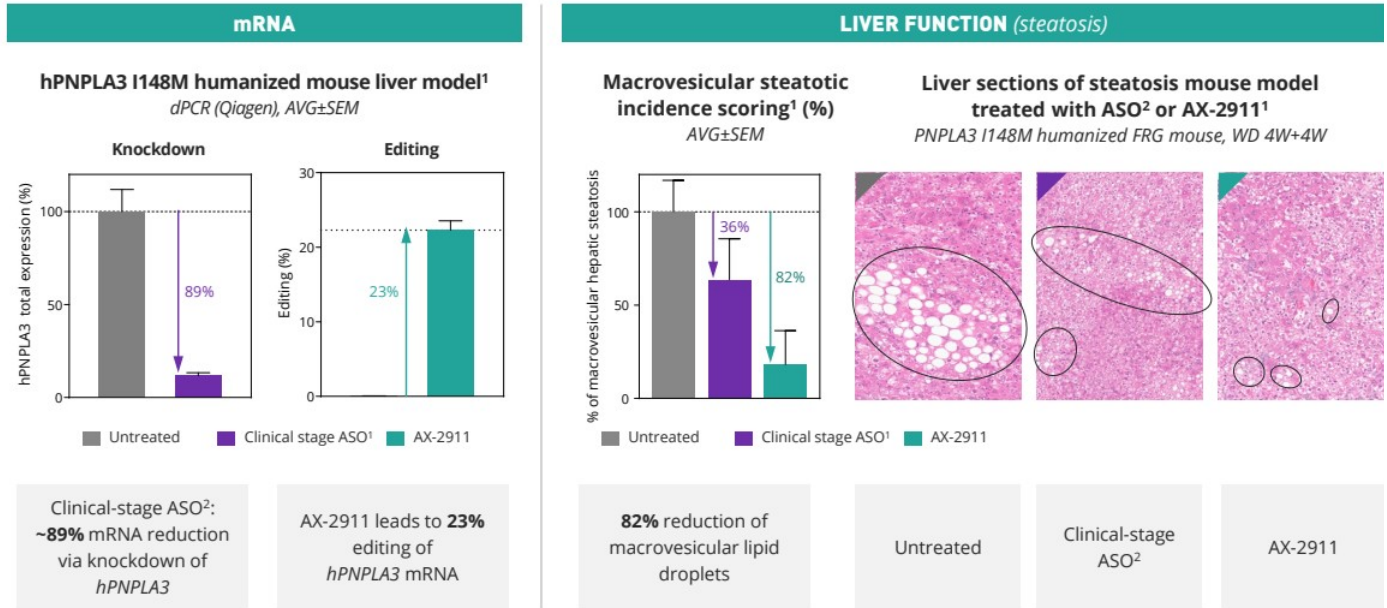 mRNA
hPNPLA3 I148M humanized mouse liver model¹
dPCR (Qiagen), AVG±SEM
Knockdown
hPNPLA3 total expression (%)
100
50
0
89%
Editing
Editing (%)
30
20
10
0
23%
Untreated
Clinical stage ASO¹
AX-2911
Clinical-stage ASO²:
~89% mRNA reduction
via knockdown of
hPNPLA3
AX-2911 leads to 23%
editing of
hPNPLA3 mRNA
LIVER FUNCTION (steatosis)
Macrovesicular steatotic
incidence scoring¹ (%)
AVG±SEM
% of macrovesicular hepatic steatosis
100
50
0
36%
82%
Untreated
Clinical stage ASO¹
AX-2911
Liver sections of steatosis mouse model
treated with ASO² or AX-2911¹
PNPLA3 I148M humanized FRG mouse, WD 4W+4W
82% reduction of
macrovesicular lipid
droplets
Untreated
Clinical-stage
ASO²
AX-2911